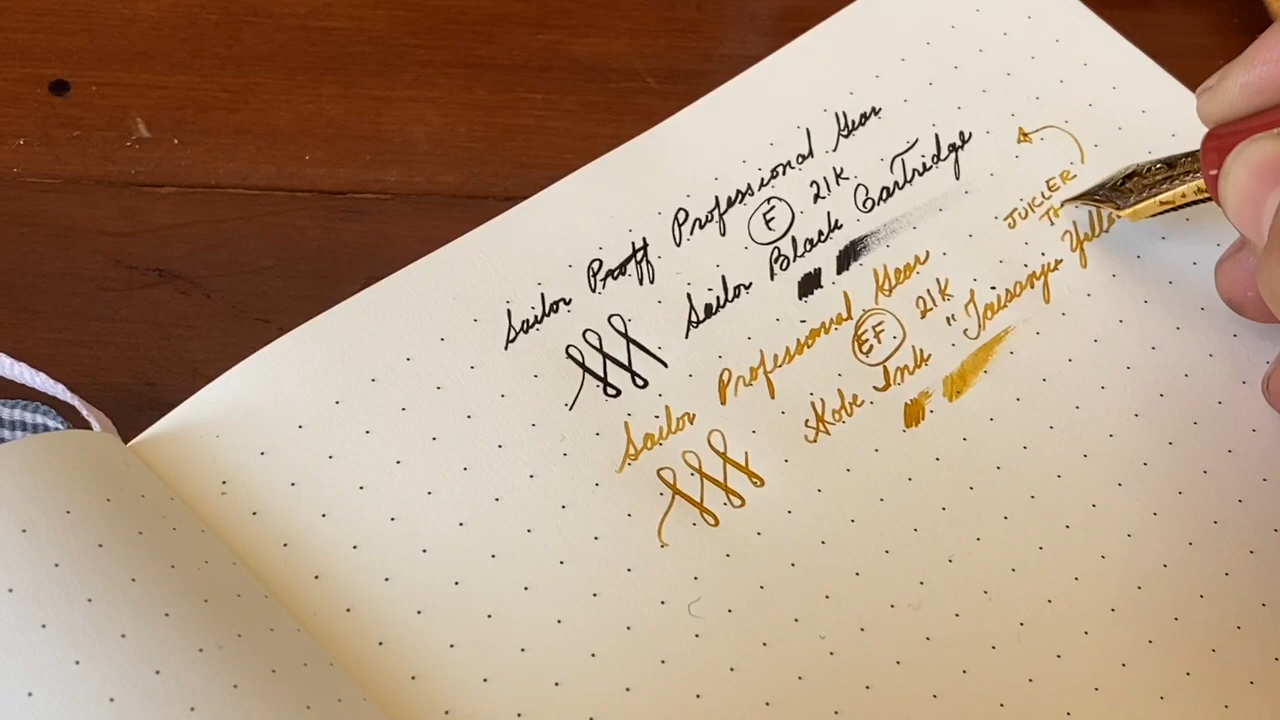 Sailor Proff Professional Gear
F 21K
Sailor Black Cartridge
Sailor Professional Gear
EF 21K
Kobe Ink "Taisanji Yellow
JUICIER